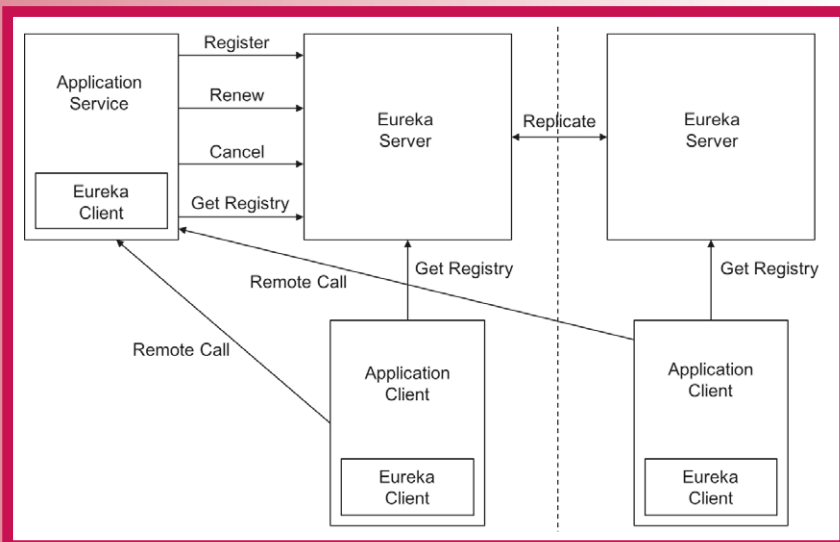 Register
Application
Service
Renew
Cancel
Get Registry
Eureka
Client
Eureka
Server
Replicate
Eureka
Server
Get Registry
Get Registry
Remote Call
Remote Call
Application
Client
Eureka
Client
Application
Client
Eureka
Client